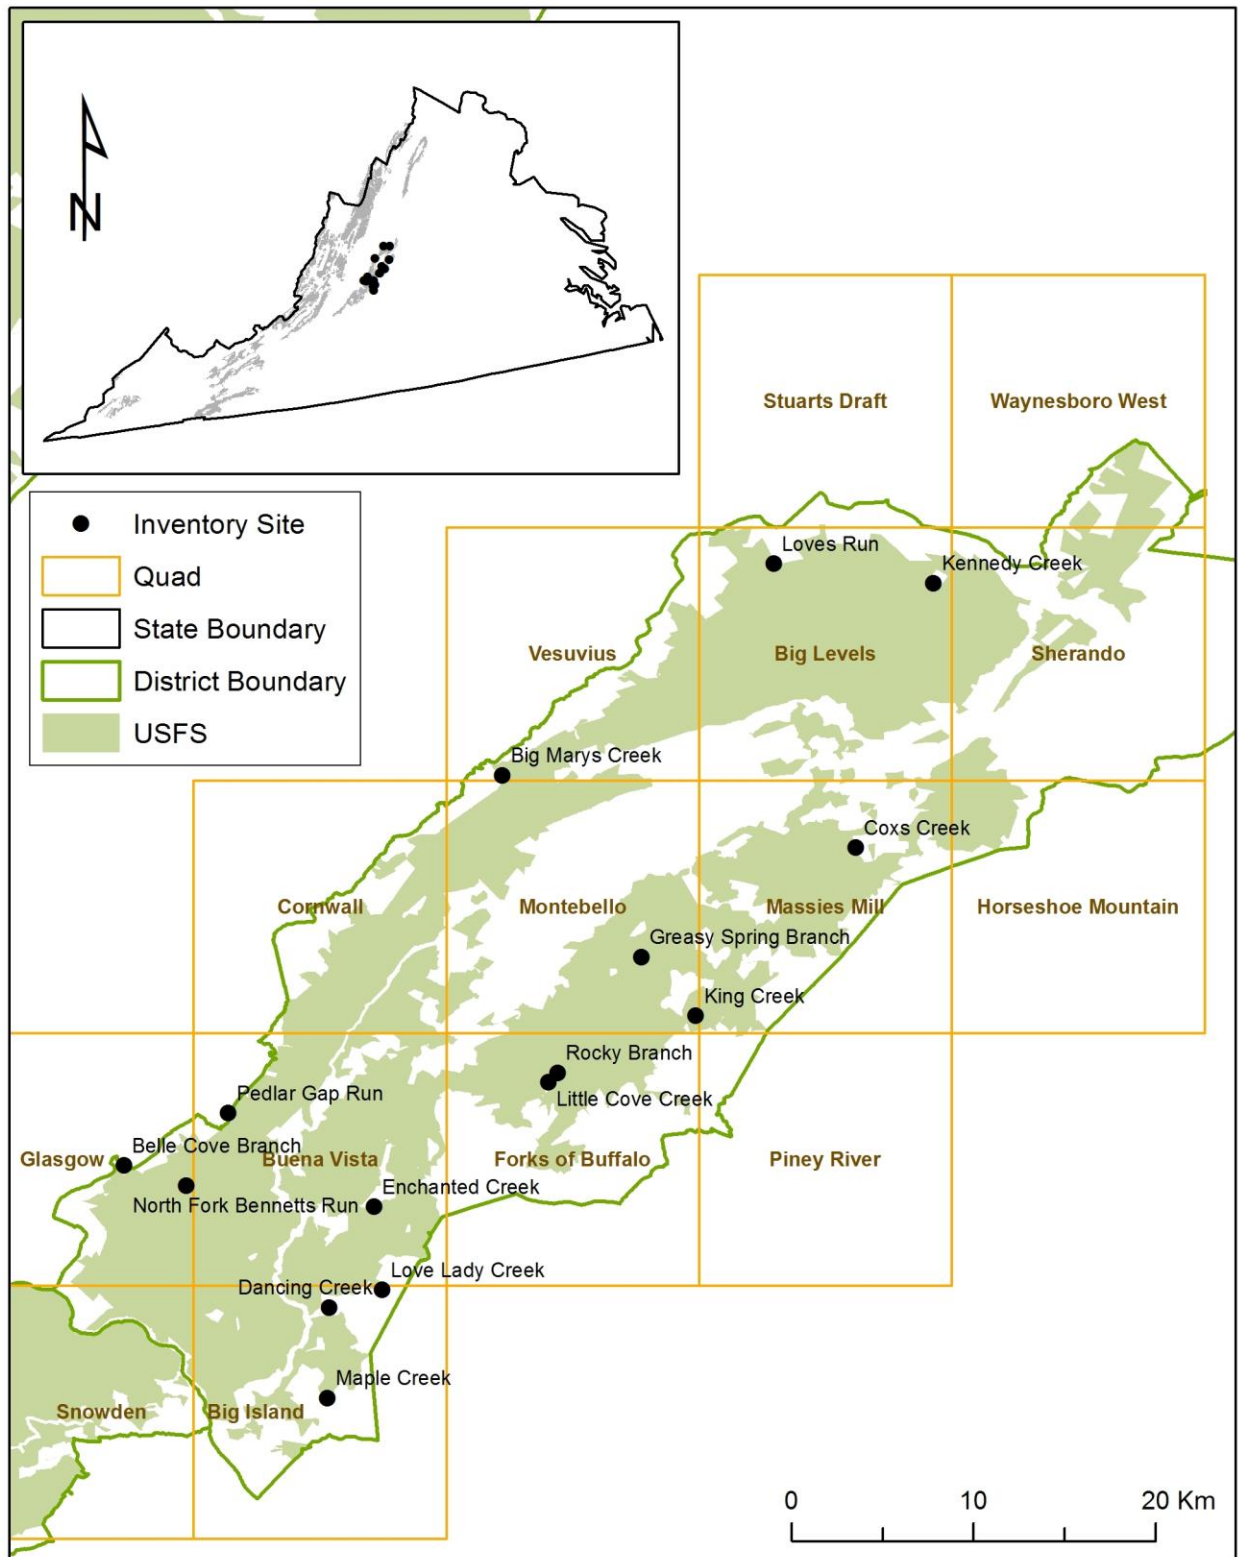 N
Inventory Site
Quad
State Boundary
District Boundary
USFS
Stuarts Draft
Waynesboro West
Loves Run
Kennedy Creek
Vesuvius
Big Levels
Sherando
Big Marys Creek
Coxs Creek
Cornwall
Montebello
Massies Mill
Horseshoe Mountain
Greasy Spring Branch
King Creek
Rocky Branch
Little Cove Creek
Pedlar Gap Run
Belle Cove Branch
Glasgow
Buena Vista
Forks of Buffalo
Piney River
Enchanted Creek
North Fork Bennetts Run
Love Lady Creek
Dancing Creek
Maple Creek
Snowden
Big Island
0 10 20 Km